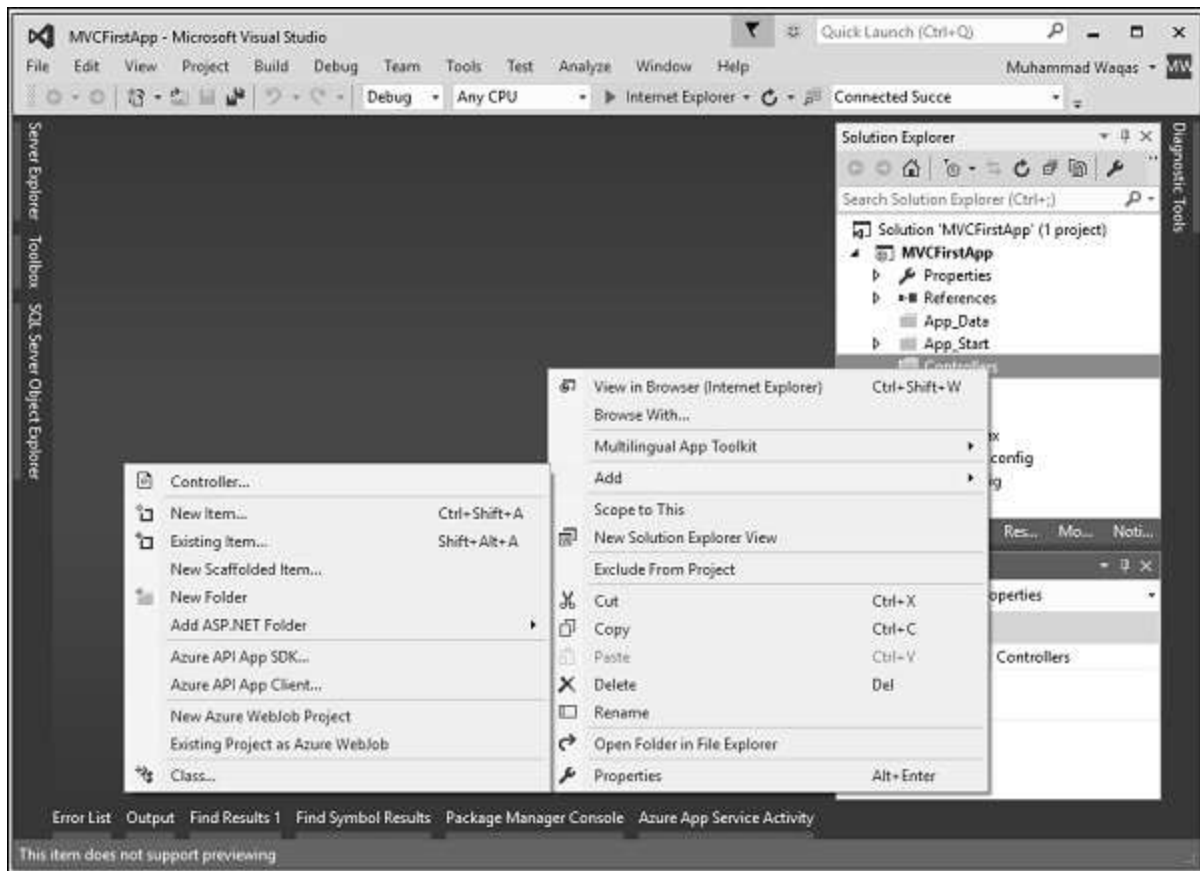 MVCFirstApp - Microsoft Visual Studio
Quick Launch (Ctrl+Q)
File Edit View Project Build Debug Team Tools Test Analyze Window Help
Muhammad Waqas
MW
Debug Any CPU Internet Explorer Connected Succe
Server Explorer
Toolbox
SQL Server Object Explorer
Diagnostic Tools
Solution Explorer
Search Solution Explorer (Ctrl+;)
Solution 'MVCFirstApp' (1 project)
MVCFirstApp
Properties
References
App_Data
App_Start
Controllers
View in Browser (Internet Explorer) Ctrl+Shift+W
Browse With...
Multilingual App Toolkit
Add
Scope to This
New Solution Explorer View
Exclude From Project
Cut Ctrl+X
Copy Ctrl+C
Paste Ctrl+V
Delete Del
Rename
Open Folder in File Explorer
Properties Alt+Enter
Controller...
New Item... Ctrl+Shift+A
Existing Item... Shift+Alt+A
New Scaffolded Item...
New Folder
Add ASP.NET Folder
Azure API App SDK...
Azure API App Client...
New Azure WebJob Project
Existing Project as Azure WebJob
Class...
ix
config
ig
Res... Mo... Noti...
operties
Controllers
Error List Output Find Results 1 Find Symbol Results Package Manager Console Azure App Service Activity
This item does not support previewing